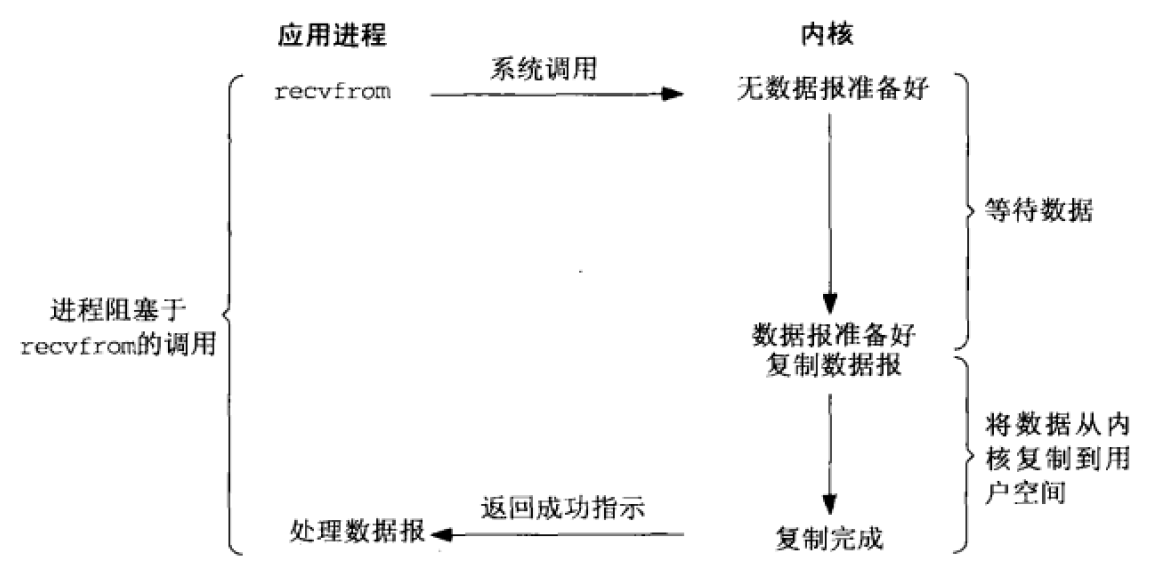 应用进程
内核
系统调用
recvfrom
无数据报准备好
等待数据
进程阻塞于
recvfrom的调用
数据报准备好
复制数据报
将数据从内
核复制到用
户空间
返回成功指示
处理数据报
复制完成